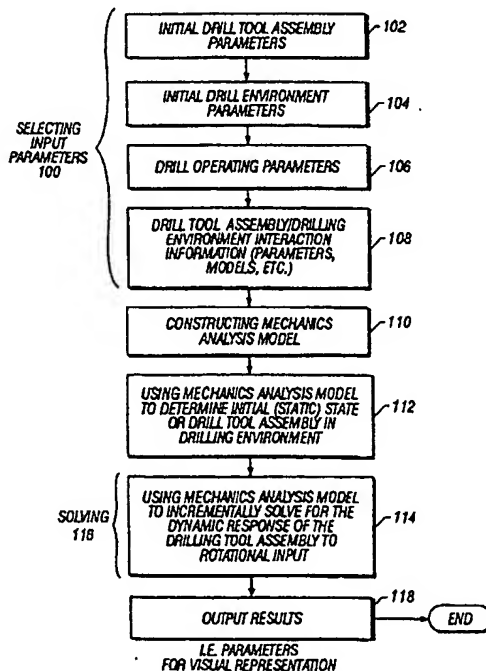 INITIAL DRILL TOOL ASSEMBLY
PARAMETERS
102
INITIAL DRILL ENVIRONMENT
PARAMETERS
104
SELECTING
INPUT
PARAMETERS
100
DRILL OPERATING PARAMETERS
106
DRILL TOOL ASSEMBLY/DRILLING
ENVIRONMENT INTERACTION
INFORMATION (PARAMETERS,
MODELS, ETC.)
108
CONSTRUCTING MECHANICS
ANALYSIS MODEL
110
USING MECHANICS ANALYSIS MODEL
TO DETERMINE INITIAL (STATIC) STATE
OR DRILL TOOL ASSEMBLY IN
DRILLING ENVIRONMENT
112
SOLVING
116
USING MECHANICS ANALYSIS MODEL
TO INCREMENTALLY SOLVE FOR THE
DYNAMIC RESPONSE OF THE
DRILLING TOOL ASSEMBLY TO
ROTATIONAL INPUT
114
OUTPUT RESULTS
118
END
I.E. PARAMETERS
FOR VISUAL REPRESENTATION